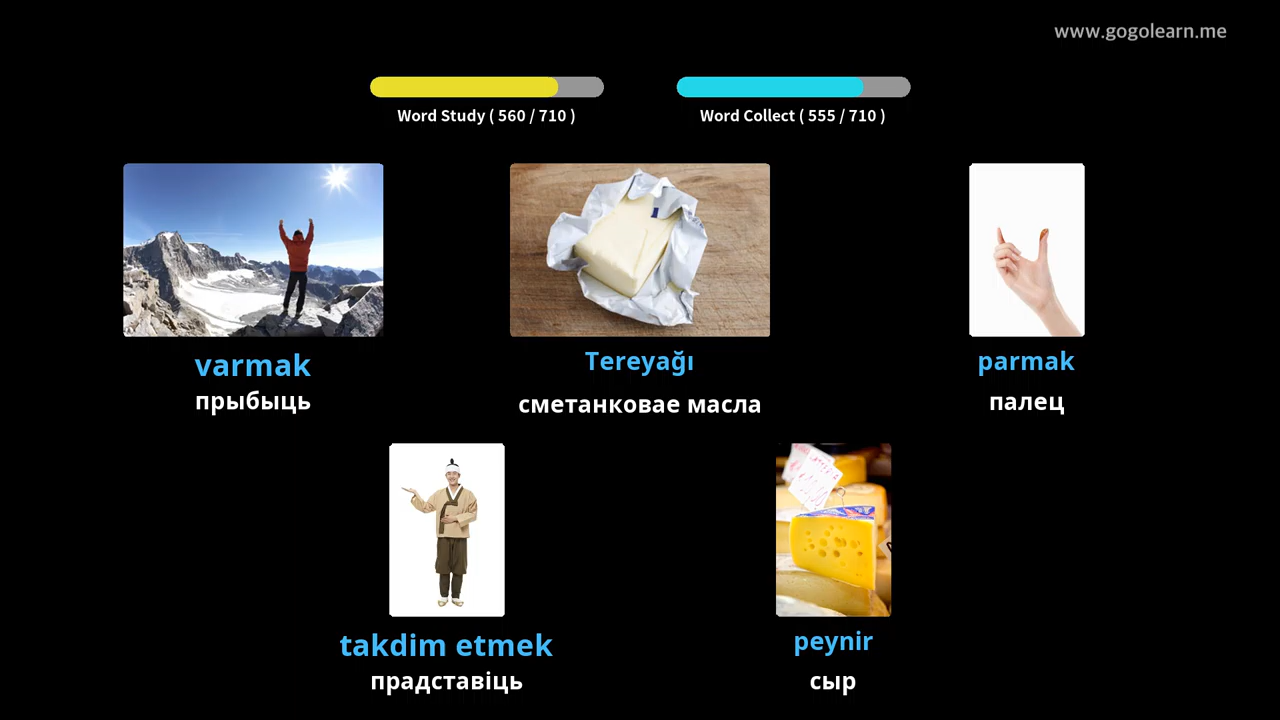 www.gogolearn.me
Word Study ( 560 / 710 )
Word Collect ( 555 / 710 )
varmak
прыбыць
Tereyağı
сметанковае масла
parmak
палец
takdim etmek
прадставіць
peynir
сыр